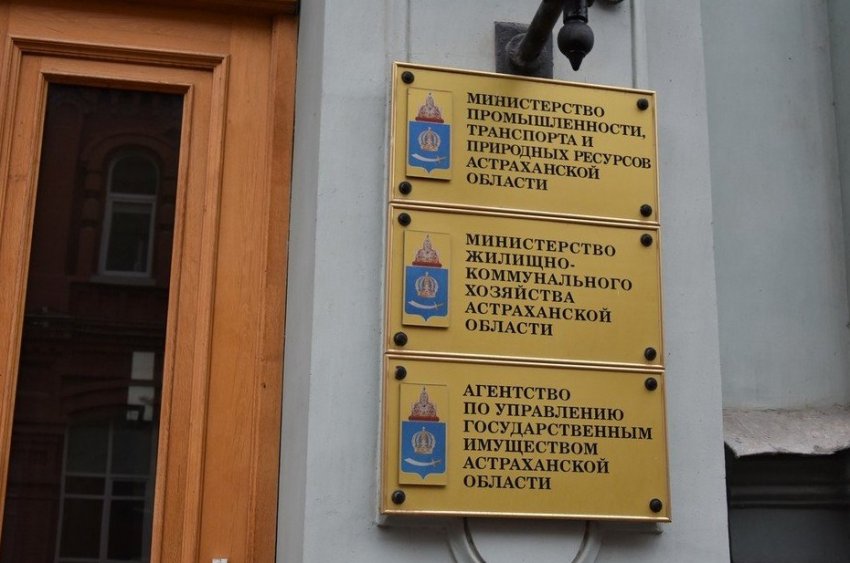 МИНИСТЕРСТВО
ПРОМЫШЛЕННОСТИ,
ТРАНСПОРТА И
ПРИРОДНЫХ РЕСУРСОВ
АСТРАХАНСКОЙ
ОБЛАСТИ
МИНИСТЕРСТВО
ЖИЛИЩНО-
КОММУНАЛЬНОГО
ХОЗЯЙСТВА
АСТРАХАНСКОЙ
ОБЛАСТИ
АГЕНТСТВО
ПО УПРАВЛЕНИЮ
ГОСУДАРСТВЕННЫМ
ИМУЩЕСТВОМ
АСТРАХАНСКОЙ
ОБЛАСТИ